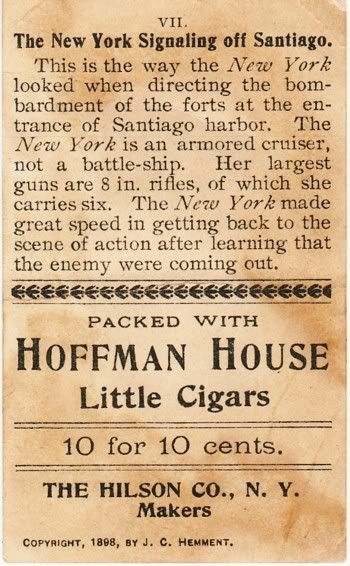 VII.
The New York Signaling off Santiago.
This is the way the New York
looked when directing the bom-
bardment of the forts at the en-
trance of Santiago harbor. The
New York is an armored cruiser,
not a battle-ship. Her largest
guns are 8 in. rifles, of which she
carries six. The New York made
great speed in getting back to the
scene of action after learning that
the enemy were coming out.
PACKED WITH
HOFFMAN HOUSE
Little Cigars
10 for 10 cents.
THE HILSON CO., N. Y.
Makers
COPYRIGHT, 1898, BY J. C. HEMMENT.